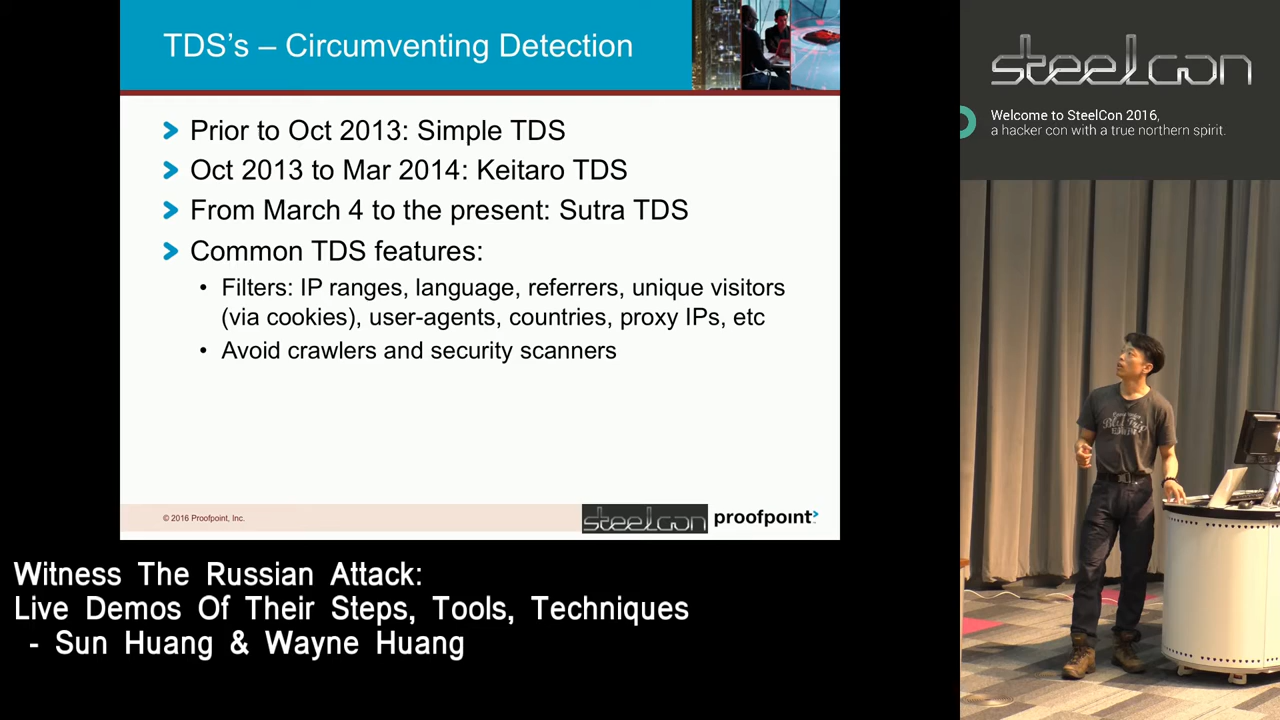 TDS's – Circumventing Detection
Prior to Oct 2013: Simple TDS
Oct 2013 to Mar 2014: Keitaro TDS
From March 4 to the present: Sutra TDS
Common TDS features:
• Filters: IP ranges, language, referrers, unique visitors
(via cookies), user-agents, countries, proxy IPs, etc
• Avoid crawlers and security scanners
© 2016 Proofpoint, Inc.
steelcon
proofpoint
Witness The Russian Attack:
Live Demos Of Their Steps, Tools, Techniques
- Sun Huang & Wayne Huang
steelcon
Welcome to SteelCon 2016,
a hacker con with a true northern spirit.